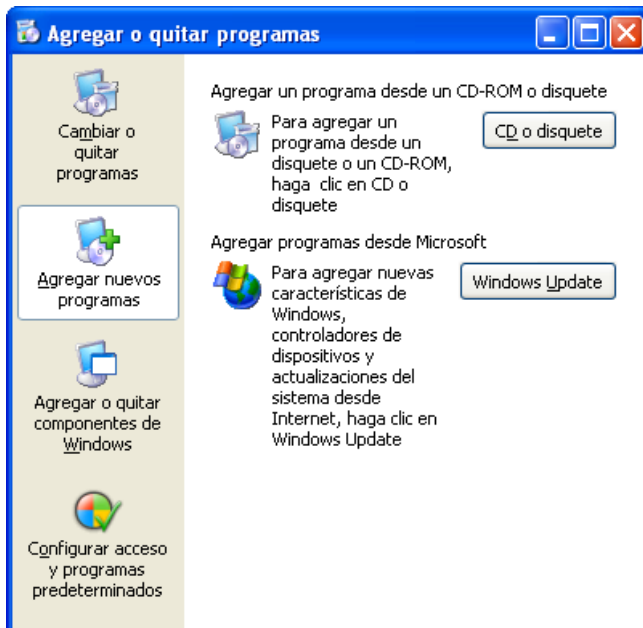 Agregar o quitar programas
Cambiar o
quitar
programas
Agregar nuevos
programas
Agregar o quitar
componentes de
Windows
Configurar acceso
y programas
predeterminados
Agregar un programa desde un CD-ROM o disquete
Para agregar un
programa desde un
disquete o un CD-ROM,
haga clic en CD o
disquete
CD o disquete
Agregar programas desde Microsoft
Para agregar nuevas
características de
Windows,
controladores de
dispositivos y
actualizaciones del
sistema desde
Internet, haga clic en
Windows Update
Windows Update